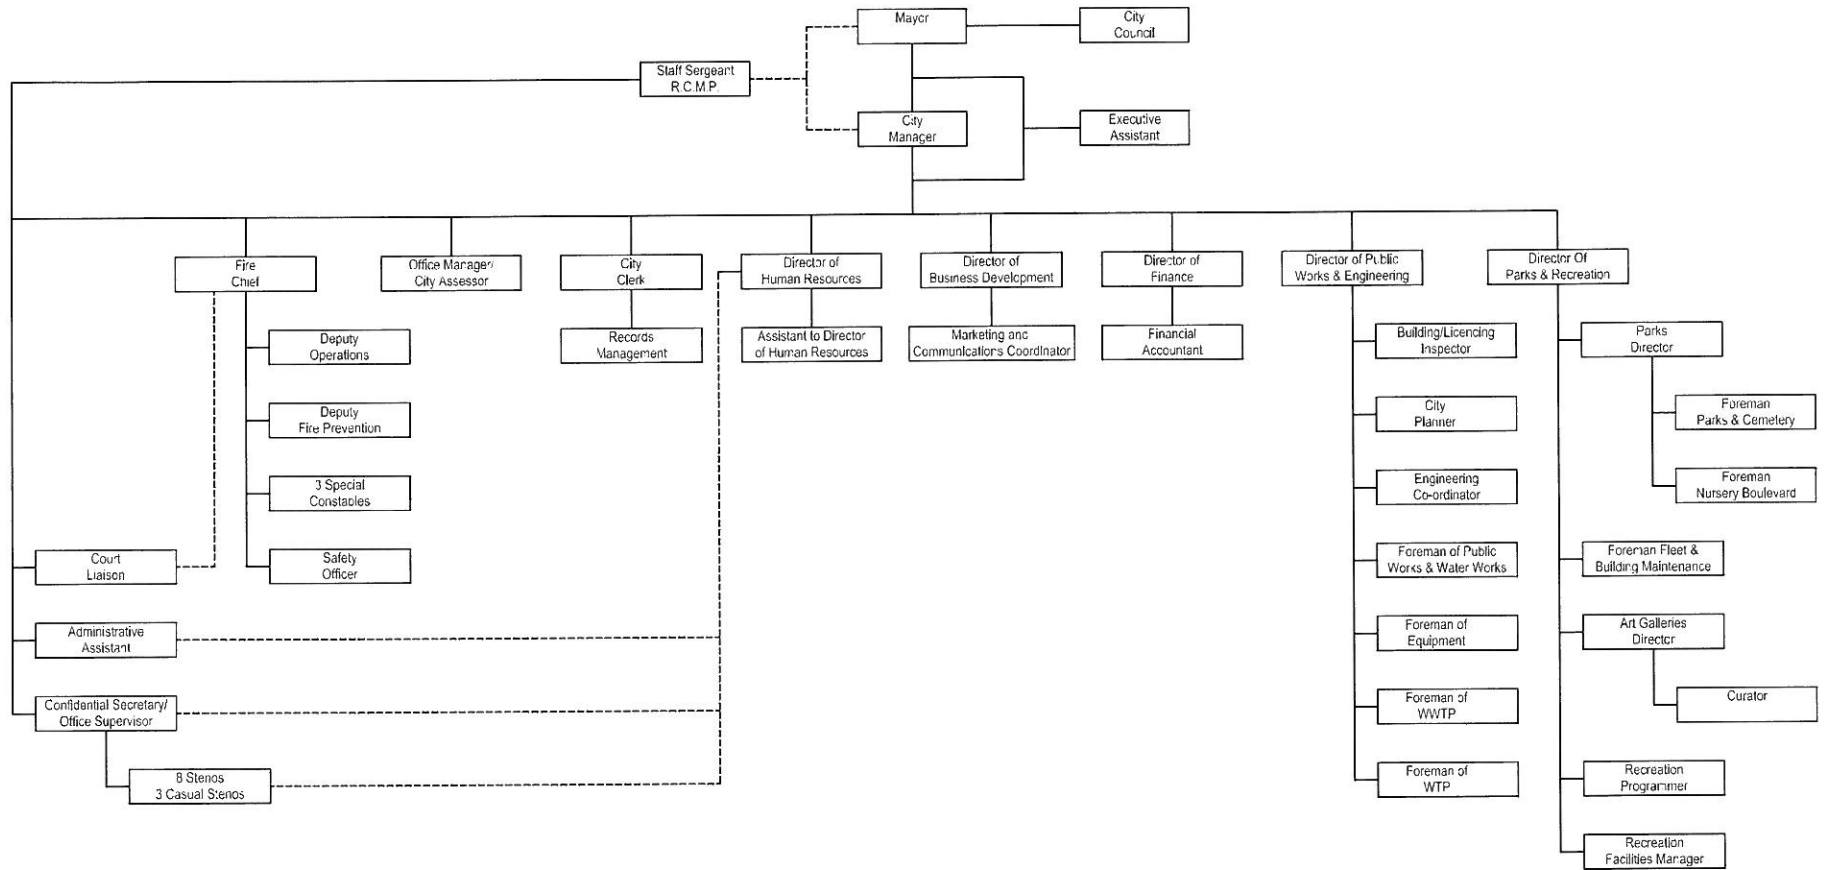 Mayor
City
Council
Staff Sergeant
R.C.M.P.
City
Manager
Executive
Assistant
Fire
Chief
Office Manager/
City Assessor
City
Clerk
Director of
Human Resources
Director of
Business Development
Director of
Finance
Director of Public
Works & Engineering
Director Of
Parks & Recreation
Deputy
Operations
Records
Management
Assistant to Director
of Human Resources
Marketing and
Communications Coordinator
Financial
Accountant
Building/Licencing
Inspector
Parks
Director
Deputy
Fire Prevention
City
Planner
Foreman
Parks & Cemetery
3 Special
Constables
Engineering
Co-ordinator
Foreman
Nursery Boulevard
Court
Liaison
Safety
Officer
Foreman of Public
Works & Water Works
Foreman Fleet &
Building Maintenance
Administrative
Assistant
Foreman of
Equipment
Art Galleries
Director
Confidential Secretary/
Office Supervisor
Foreman of
WWTP
Curator
8 Stenos
3 Casual Stenos
Foreman of
WTP
Recreation
Programmer
Recreation
Facilities Manager